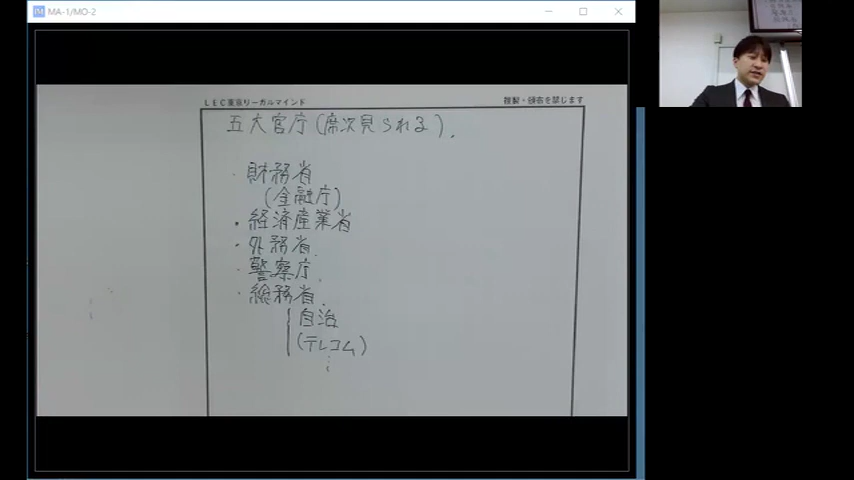 MA-1/MO-2
LEC東京リーガルマインド
複製・頒布を禁じます
五大官庁(席次見られる).
・財務省
(金融庁)
・経済産業省
・外務省.
・警察庁.
・総務省.
自治
(テレコム)